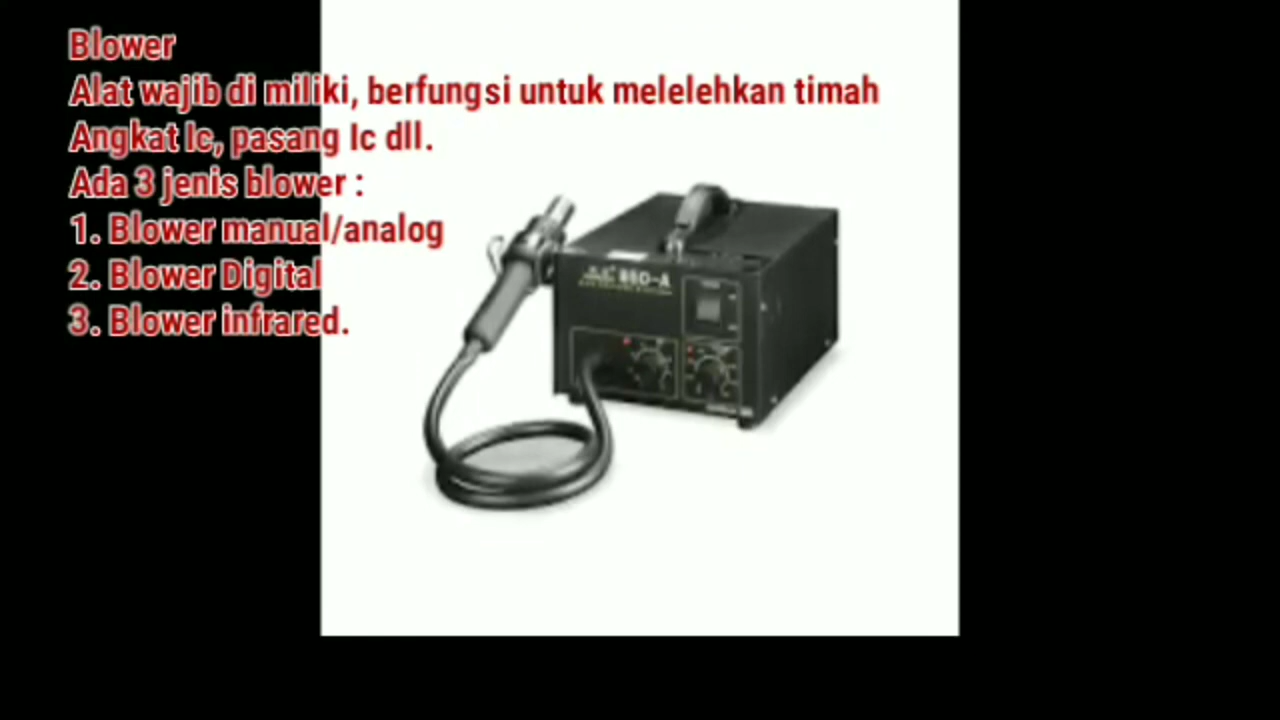 Blower
Alat wajib di miliki, berfungsi untuk melelehkan timah
Angkat Ic, pasang Ic dll.
Ada 3 jenis blower :
1. Blower manual/analog
2. Blower Digital
3. Blower infrared.